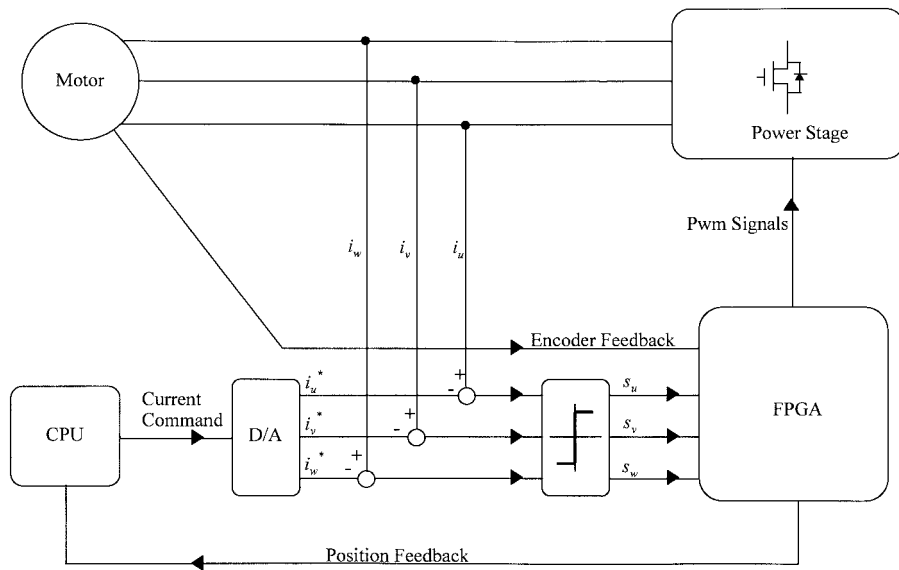 Motor
Power Stage
Pwm Signals
i_w
i_v
i_u
Encoder Feedback
Current
Command
CPU
D/A
i_u*
i_v*
i_w*
+
-
+
-
+
-
s_u
s_v
s_w
FPGA
Position Feedback